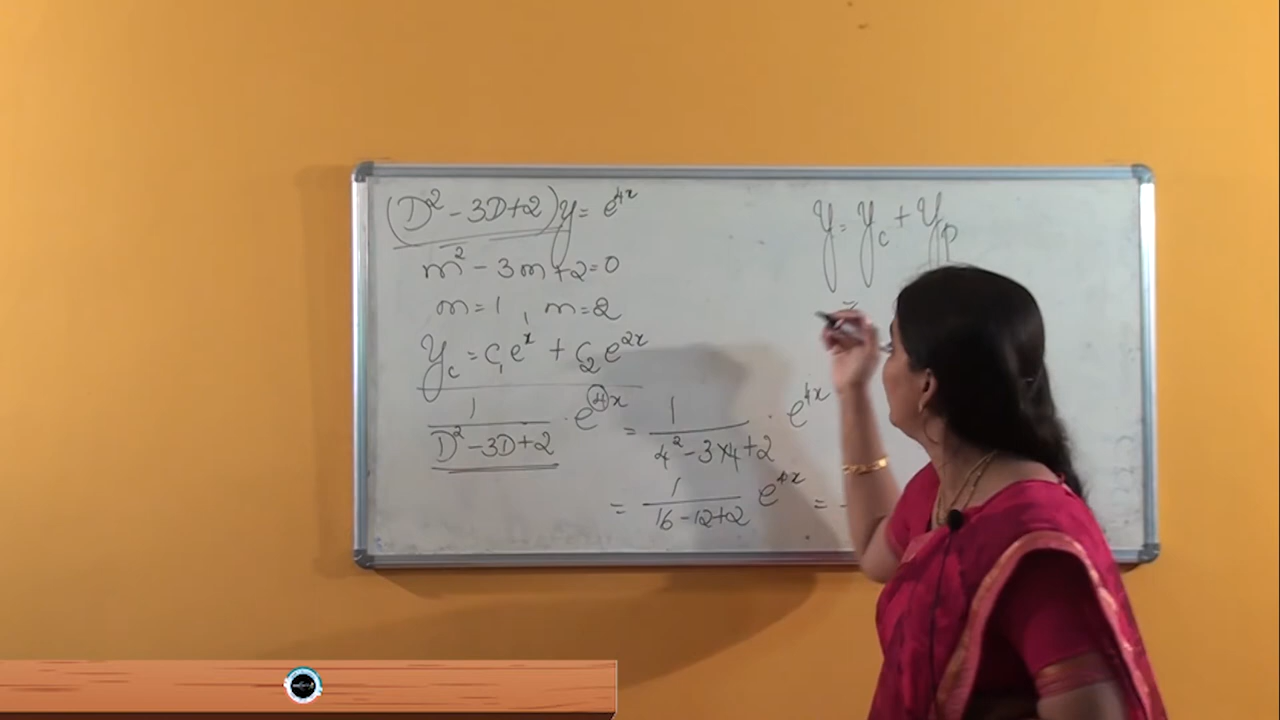 (D² - 3D + 2)y = e^{4x}
m² - 3m + 2 = 0
m = 1, m = 2
y_c = c₁e^x + c₂e^{2x}
1/(D² - 3D + 2) · e^{4x} = 1/(4² - 3×4 + 2) · e^{4x}
= 1/(16 - 12 + 2) e^{4x} = -
y = y_c + y_p
=